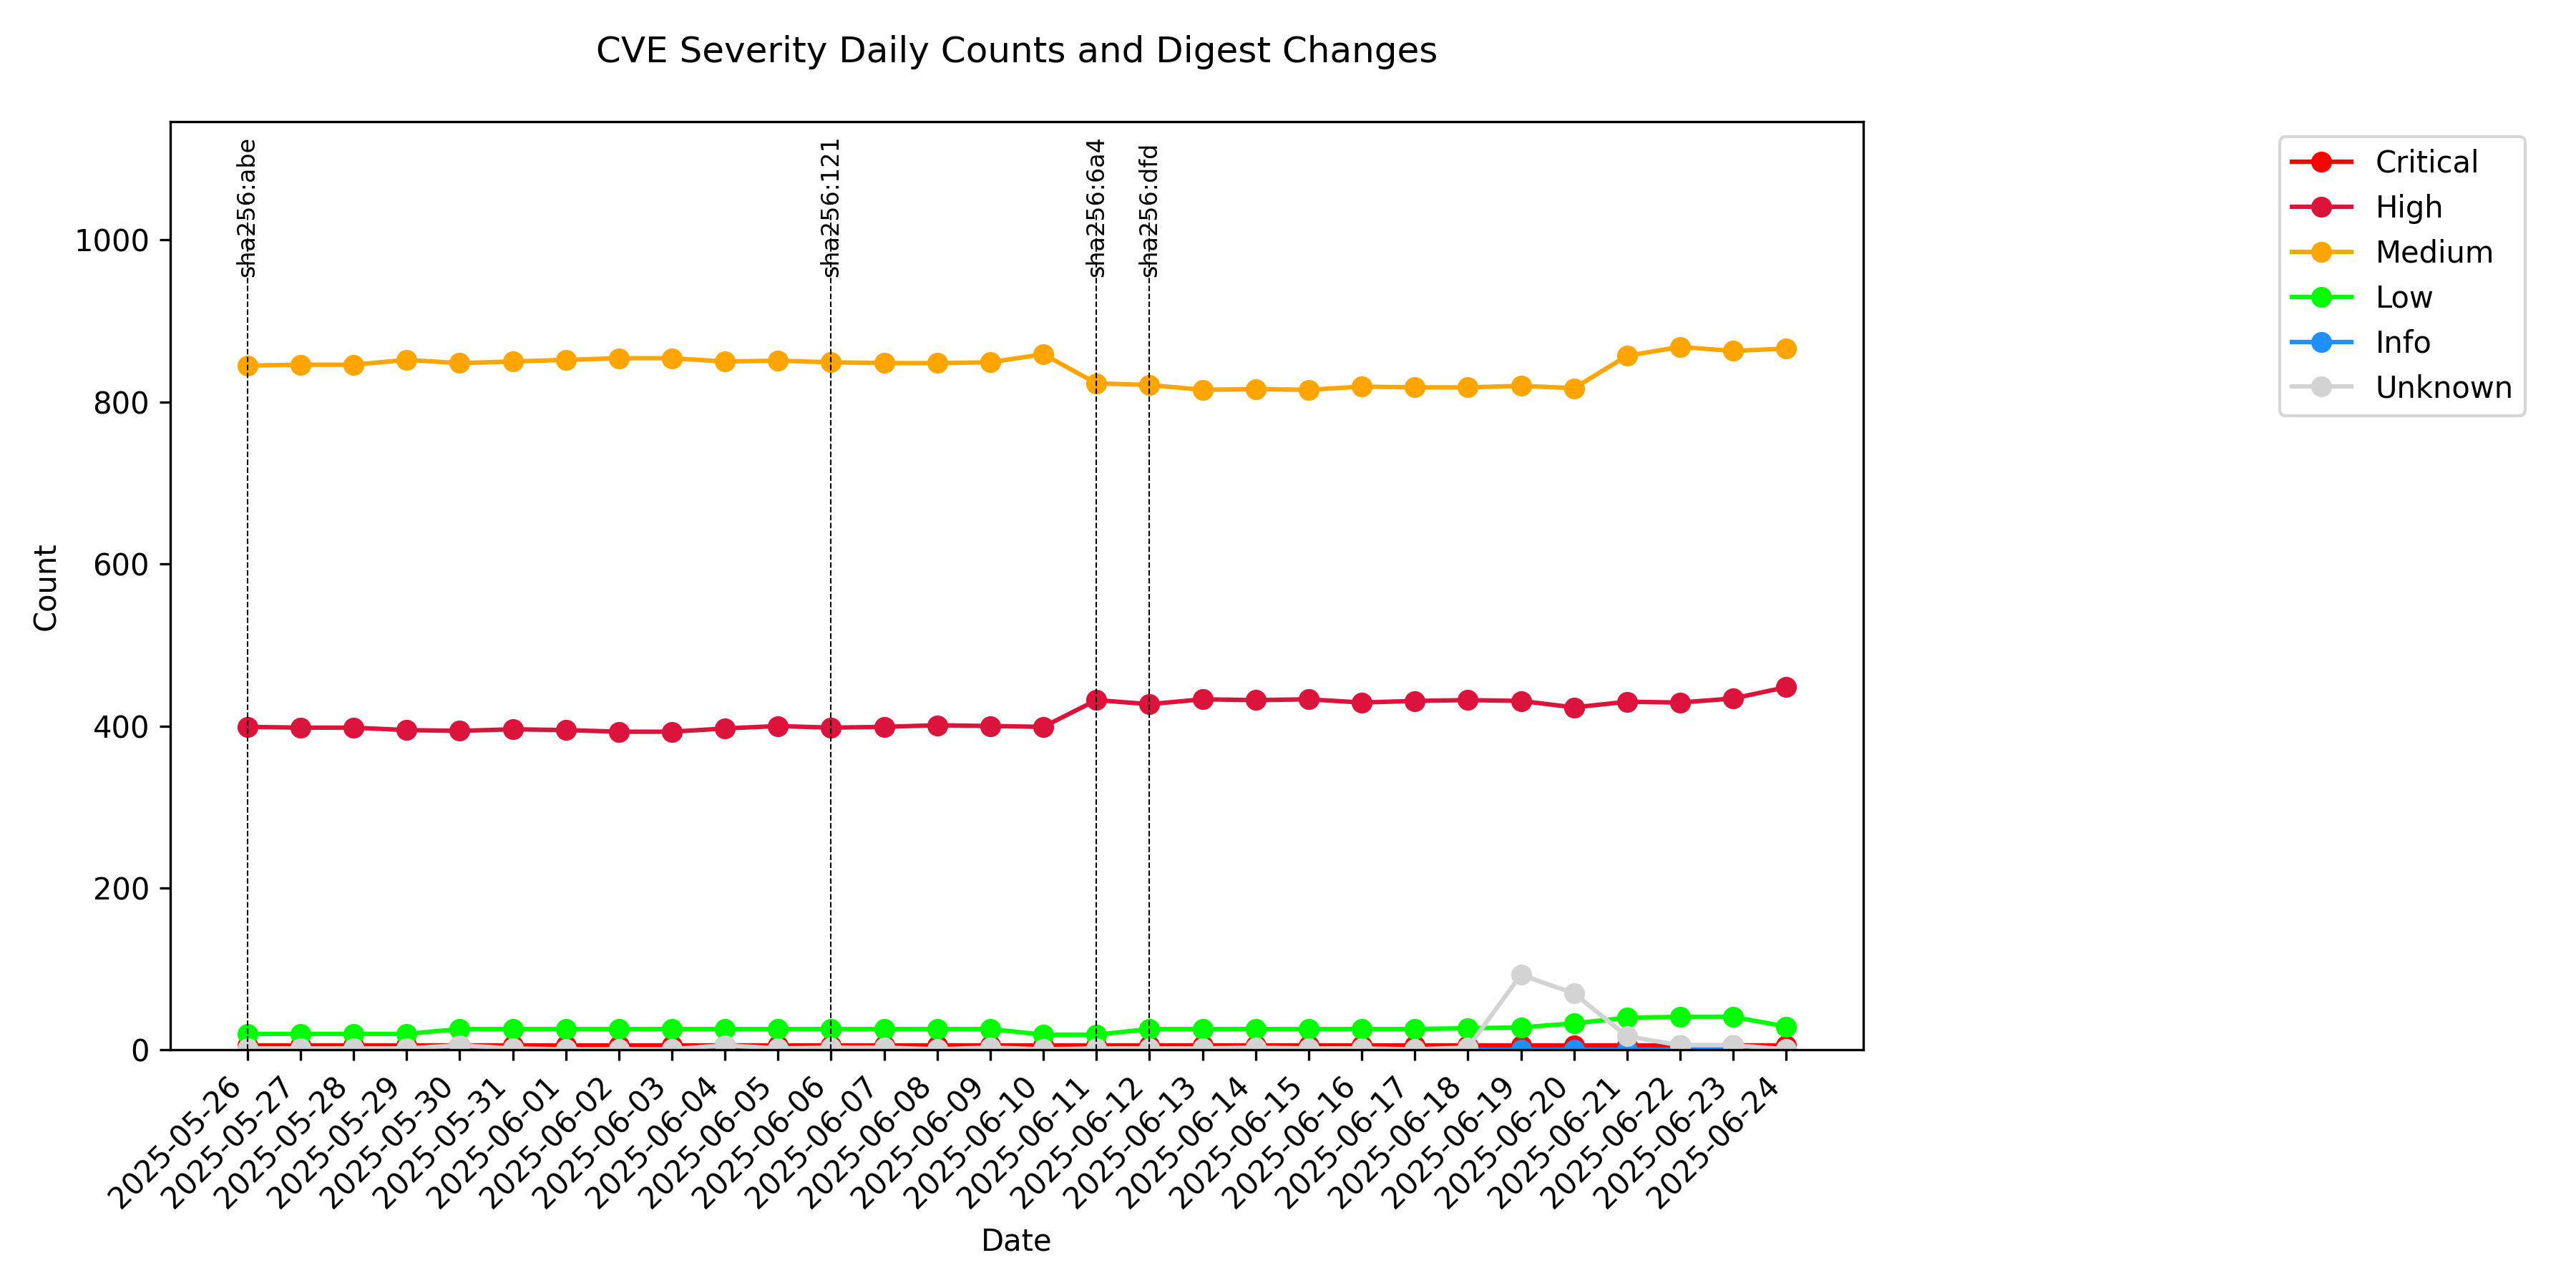 CVE Severity Daily Counts and Digest Changes
sha256:abe
sha256:121
sha256:6a4
sha256:dfd
Critical
High
Medium
Low
Info
Unknown
1000
800
600
400
200
0
Count
2025-05-26
2025-05-27
2025-05-28
2025-05-29
2025-05-30
2025-05-31
2025-06-01
2025-06-02
2025-06-03
2025-06-04
2025-06-05
2025-06-06
2025-06-07
2025-06-08
2025-06-09
2025-06-10
2025-06-11
2025-06-12
2025-06-13
2025-06-14
2025-06-15
2025-06-16
2025-06-17
2025-06-18
2025-06-19
2025-06-20
2025-06-21
2025-06-22
2025-06-23
2025-06-24
Date